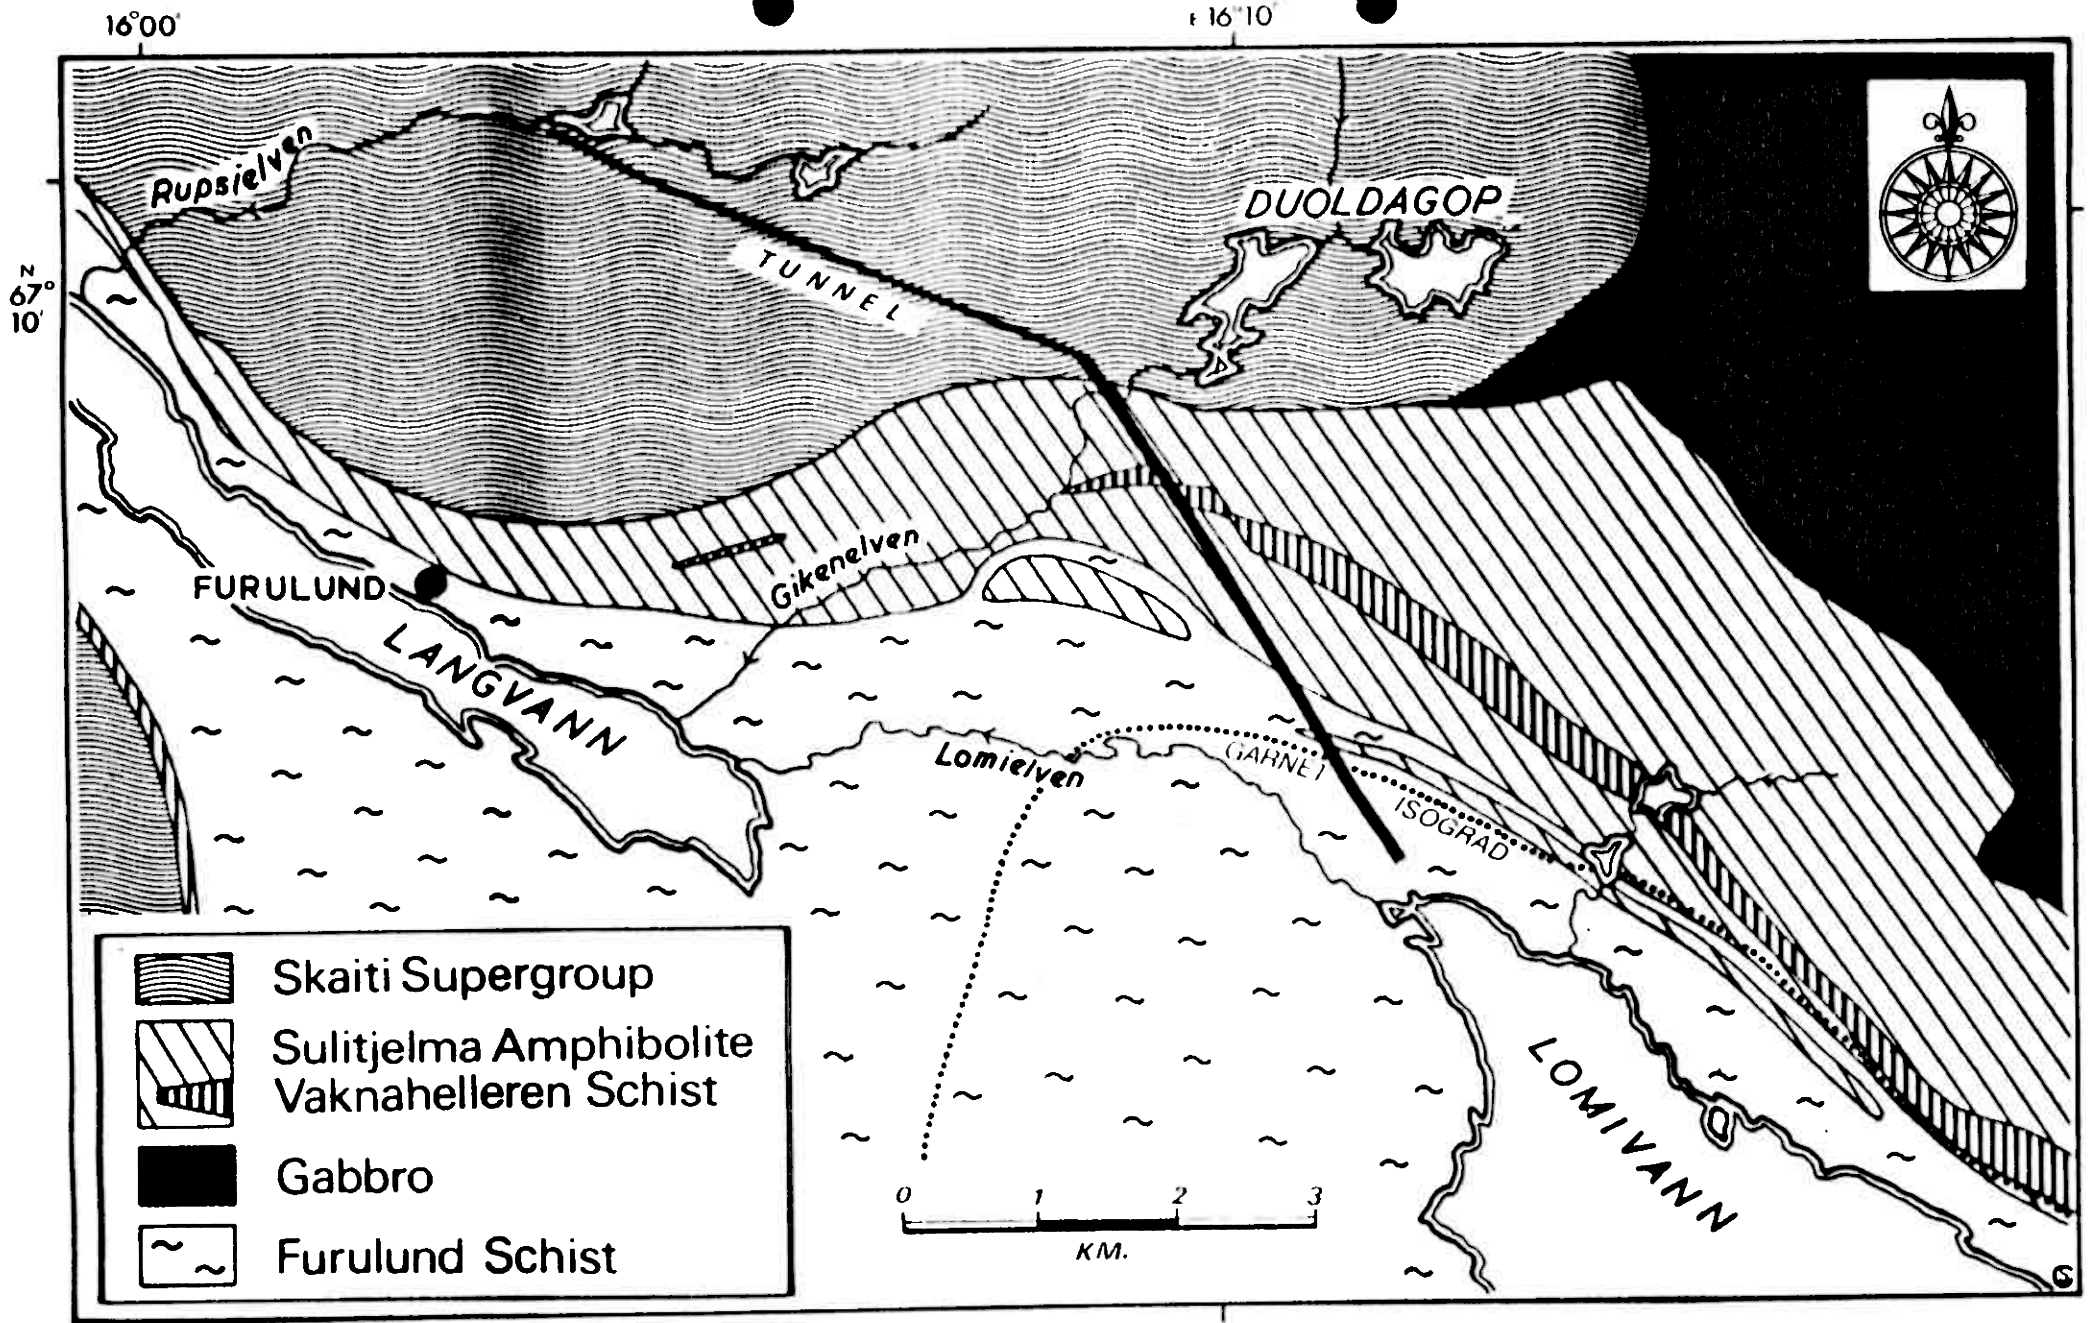 16°00'
E 16°10'
Rupsielven
DUOLDAGOP
N
67°
10'
TUNNEL
Gikenelven
FURULUND
LANGVANN
Lomielven
GARNET
ISOGRAD
LOMIVANN
Skaiti Supergroup
Sulitjelma Amphibolite
Vaknahelleren Schist
Gabbro
Furulund Schist
0 1 2 3
KM.